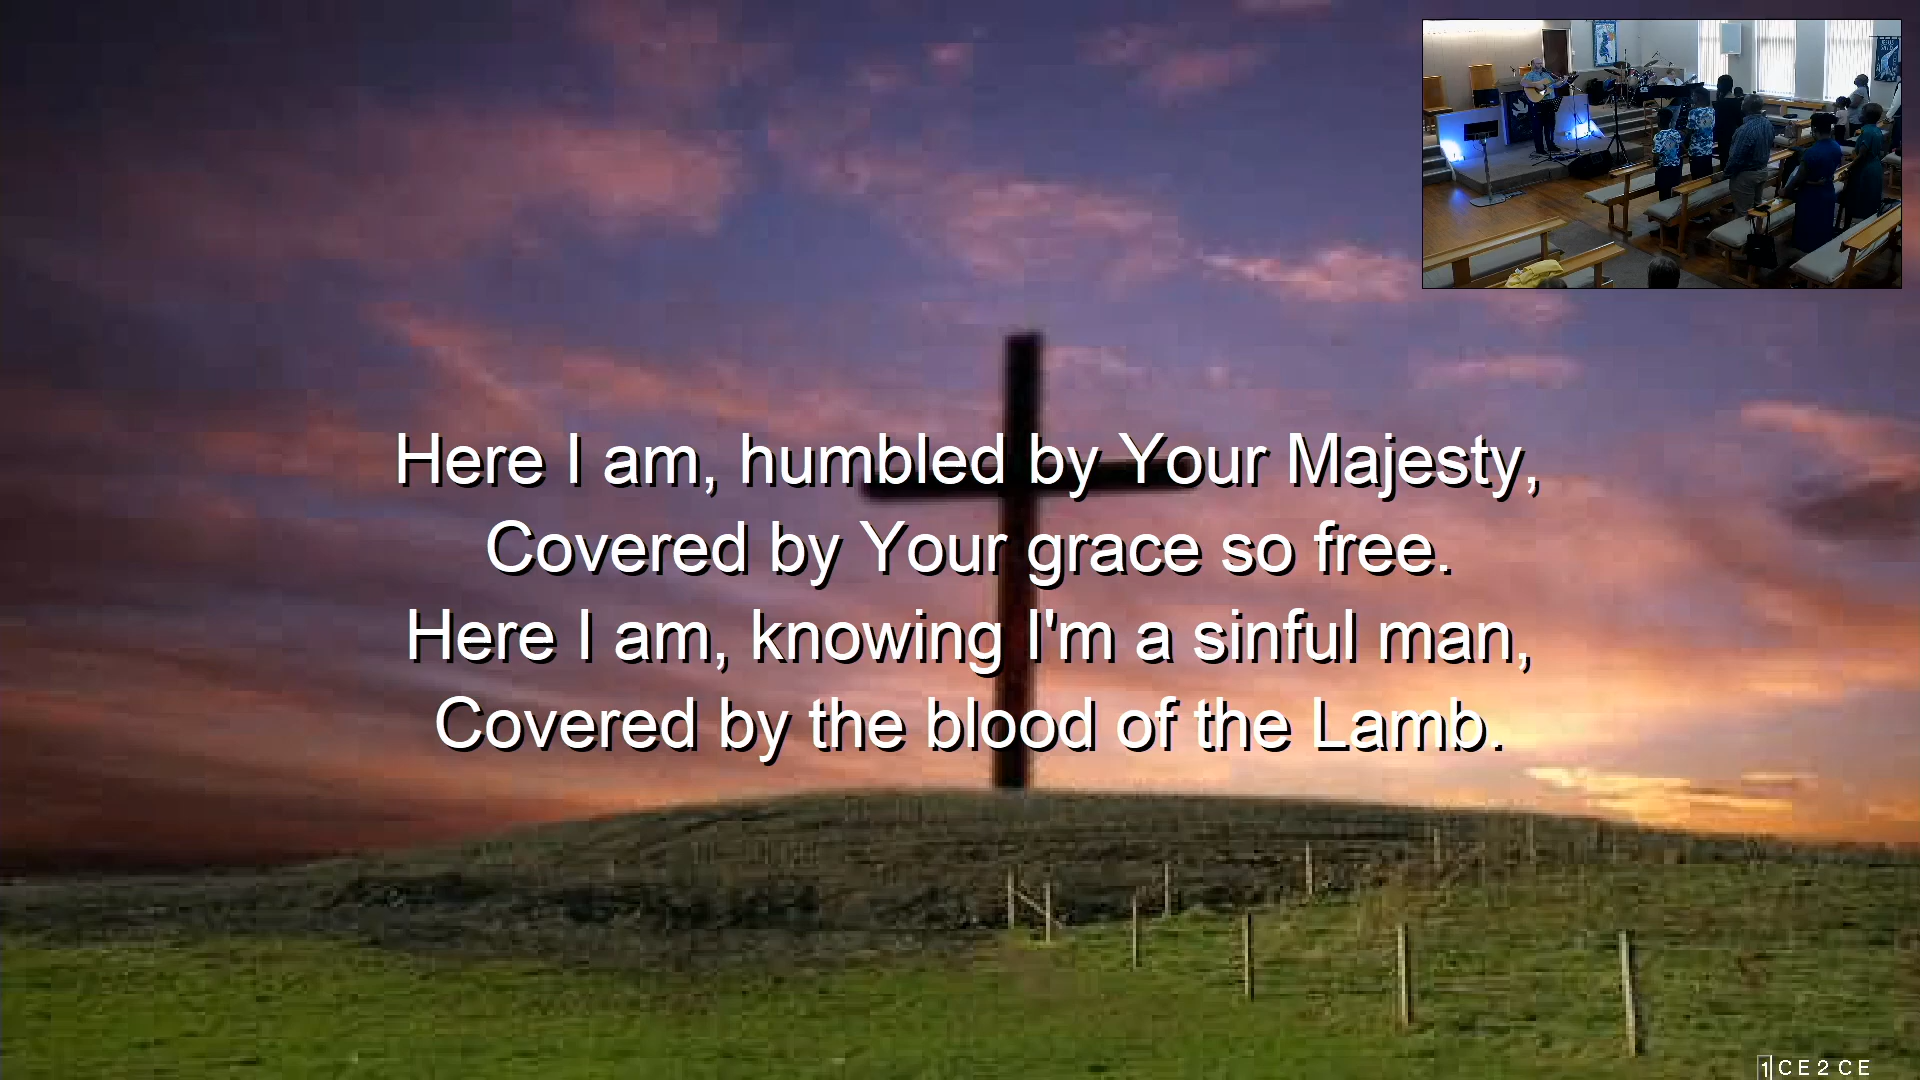 Here I am, humbled by Your Majesty,
Covered by Your grace so free.
Here I am, knowing I'm a sinful man,
Covered by the blood of the Lamb.
1 C E 2 C E